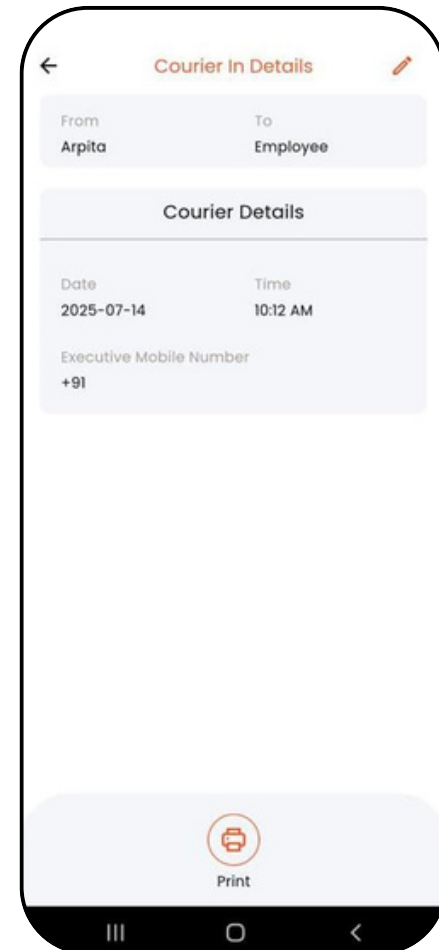 Courier In Details
From To
Arpita Employee
Courier Details
Date Time
2025-07-14 10:12 AM
Executive Mobile Number
+91
Print